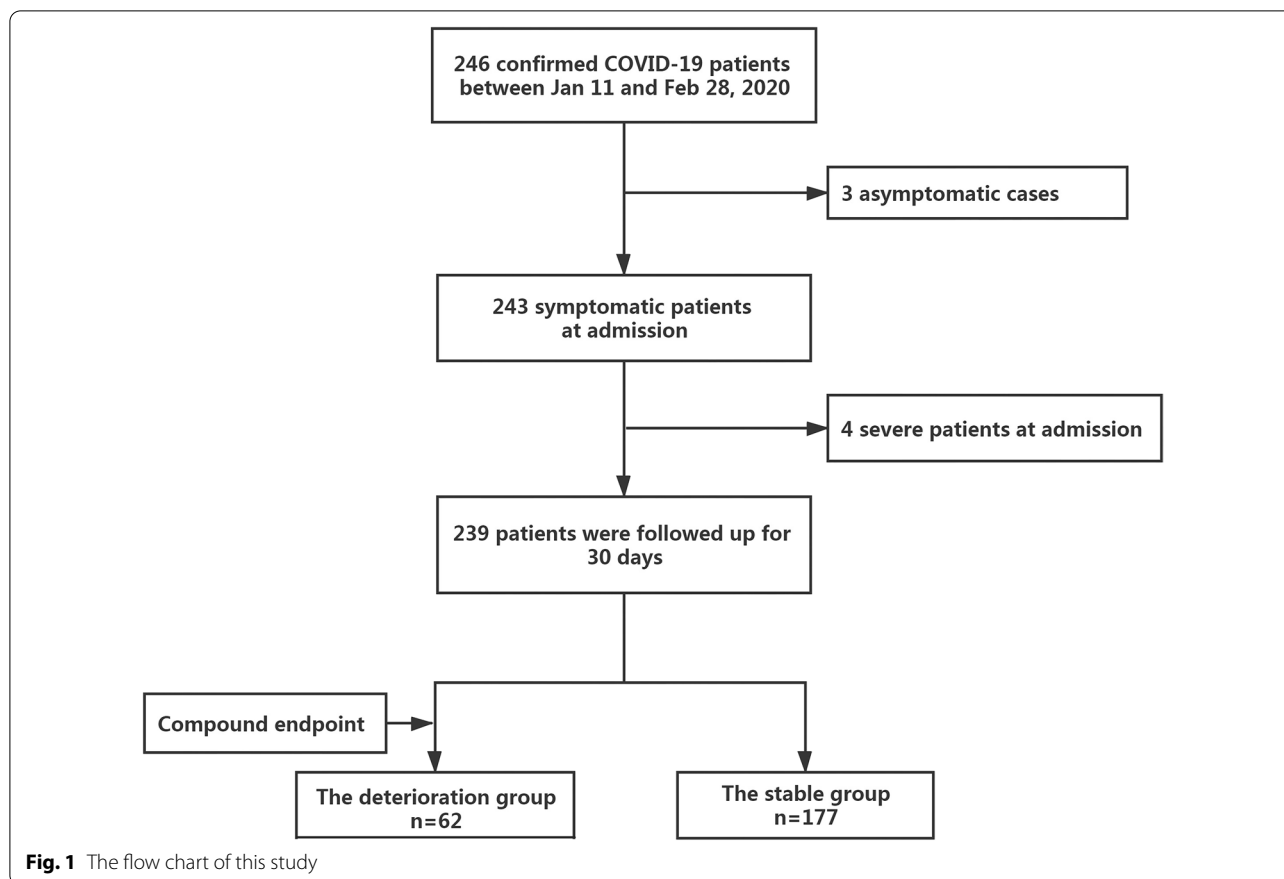 246 confirmed COVID-19 patients
between Jan 11 and Feb 28, 2020
3 asymptomatic cases
243 symptomatic patients
at admission
4 severe patients at admission
239 patients were followed up for
30 days
Compound endpoint
The deterioration group
n=62
The stable group
n=177
Fig. 1 The flow chart of this study